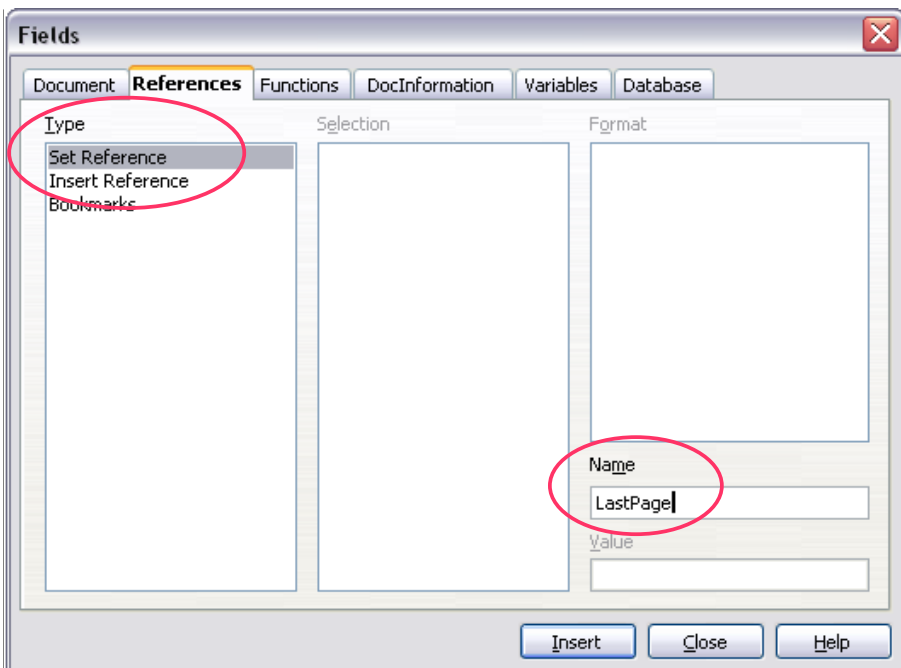 Fields
Document References Functions DocInformation Variables Database
Type Selection Format
Set Reference
Insert Reference
Bookmarks
Name
LastPage
Value
Insert Close Help